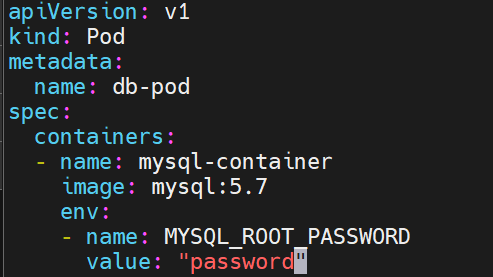 apiVersion: v1
kind: Pod
metadata:
  name: db-pod
spec:
  containers:
  - name: mysql-container
    image: mysql:5.7
    env:
    - name: MYSQL_ROOT_PASSWORD
      value: "password"